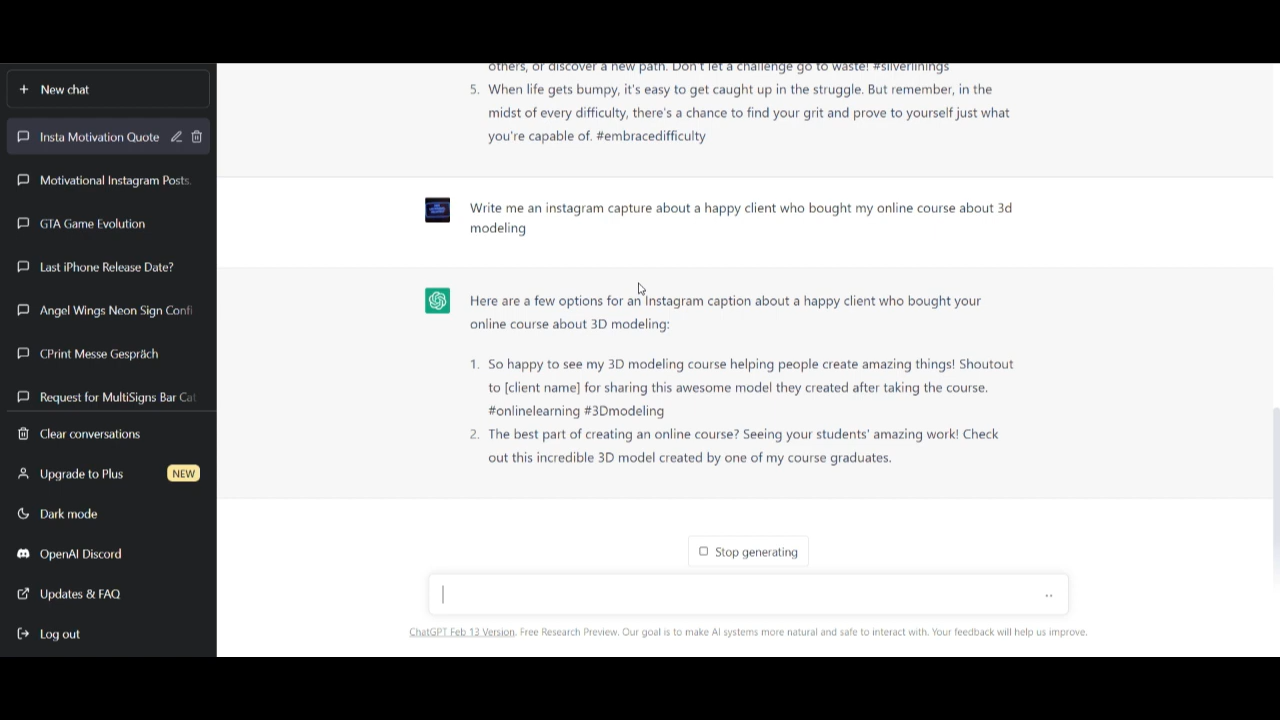 New chat
Insta Motivation Quote
Motivational Instagram Posts.
GTA Game Evolution
Last iPhone Release Date?
Angel Wings Neon Sign Confi
CPrint Messe Gespräch
Request for MultiSigns Bar Cat
Clear conversations
Upgrade to Plus NEW
Dark mode
OpenAI Discord
Updates & FAQ
Log out
others, or discover a new path. Don't let a challenge go to waste! #silverlinings
5. When life gets bumpy, it's easy to get caught up in the struggle. But remember, in the
midst of every difficulty, there's a chance to find your grit and prove to yourself just what
you're capable of. #embracedifficulty
Write me an instagram capture about a happy client who bought my online course about 3d
modeling
Here are a few options for an Instagram caption about a happy client who bought your
online course about 3D modeling:
1. So happy to see my 3D modeling course helping people create amazing things! Shoutout
to [client name] for sharing this awesome model they created after taking the course.
#onlinelearning #3Dmodeling
2. The best part of creating an online course? Seeing your students' amazing work! Check
out this incredible 3D model created by one of my course graduates.
Stop generating
ChatGPT Feb 13 Version. Free Research Preview. Our goal is to make AI systems more natural and safe to interact with. Your feedback will help us improve.